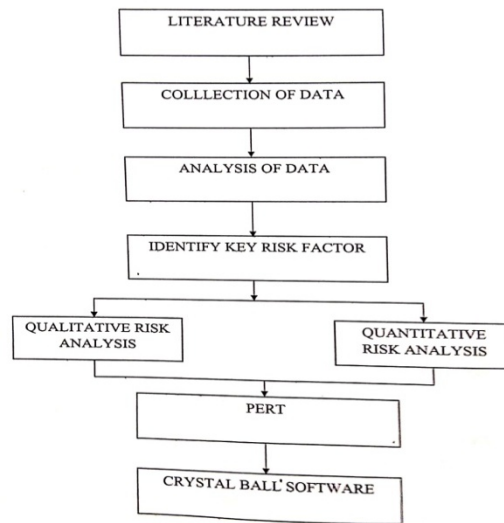 LITERATURE REVIEW
COLLLECTION OF DATA
ANALYSIS OF DATA
IDENTIFY KEY RISK FACTOR
QUALITATIVE RISK
ANALYSIS
QUANTITATIVE
RISK ANALYSIS
PERT
CRYSTAL BALL SOFTWARE